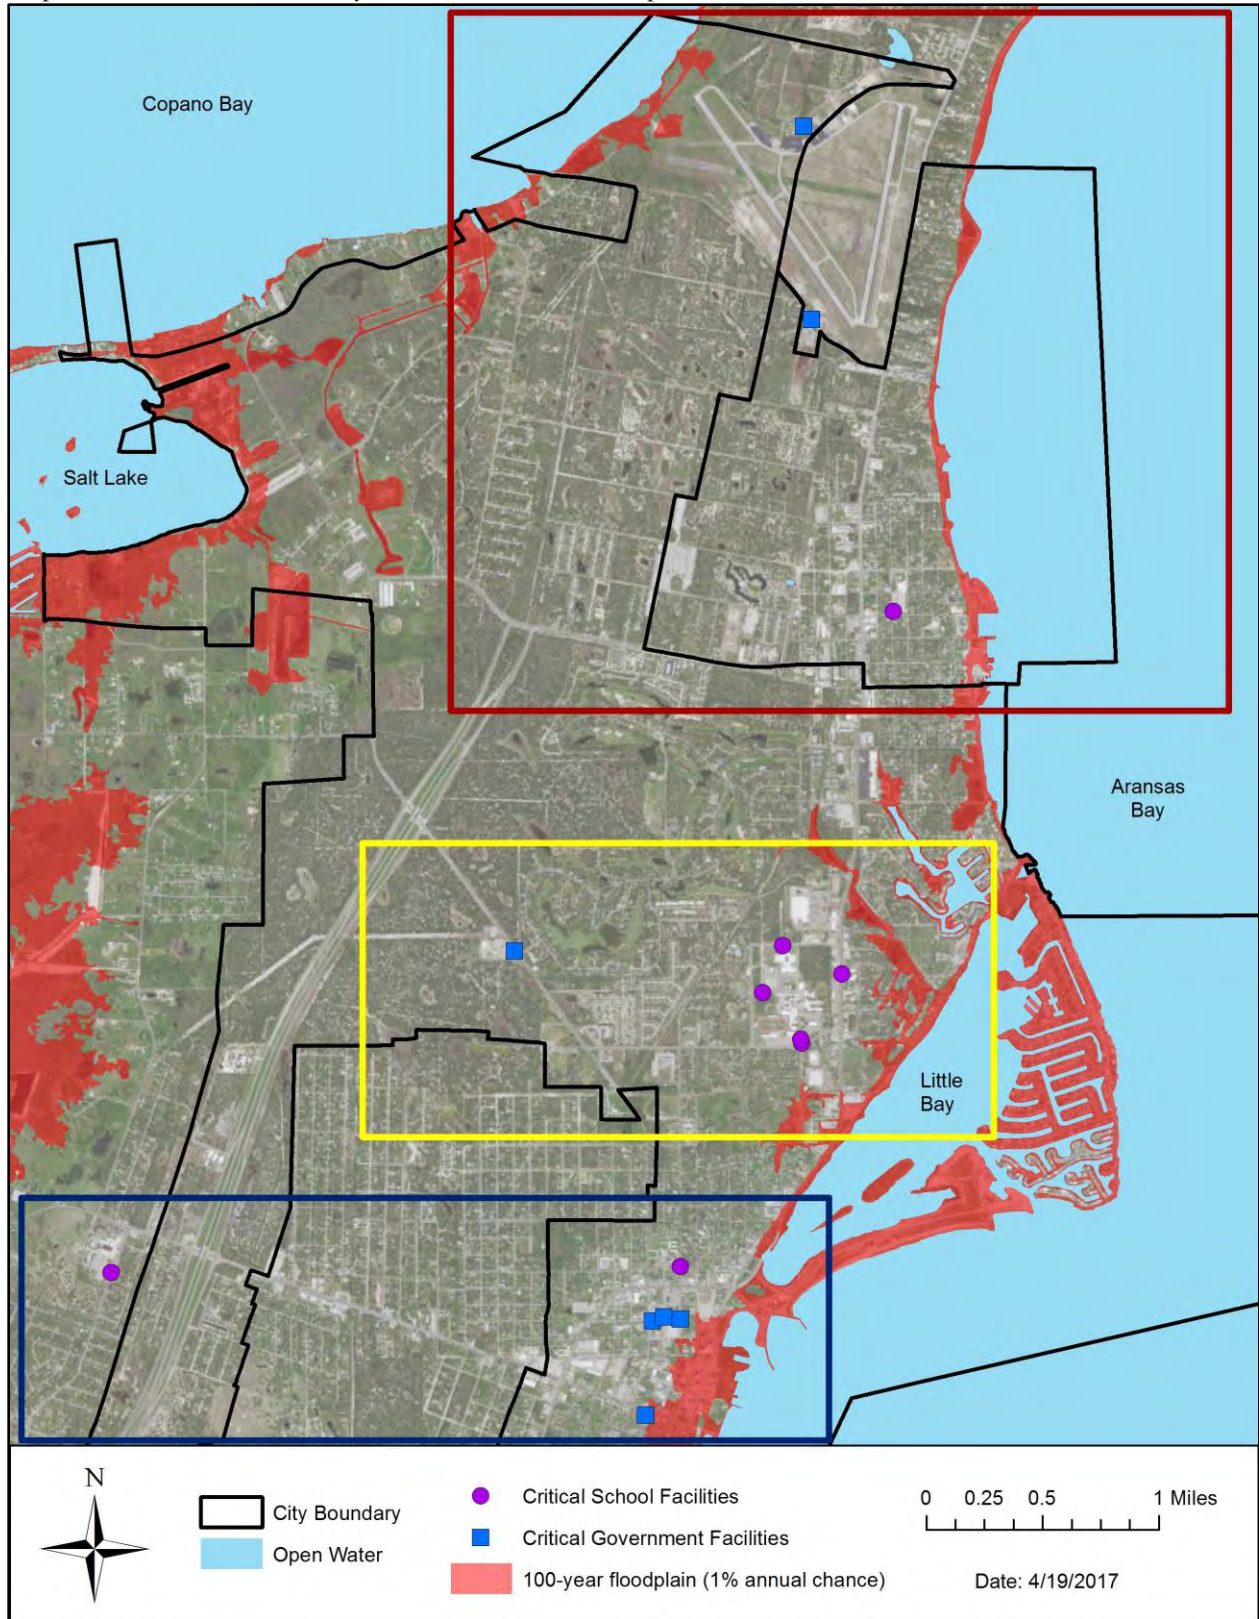 Copano Bay
Salt Lake
Aransas
Bay
Little
Bay
N
City Boundary
Open Water
Critical School Facilities
Critical Government Facilities
100-year floodplain (1% annual chance)
0 0.25 0.5 1 Miles
Date: 4/19/2017